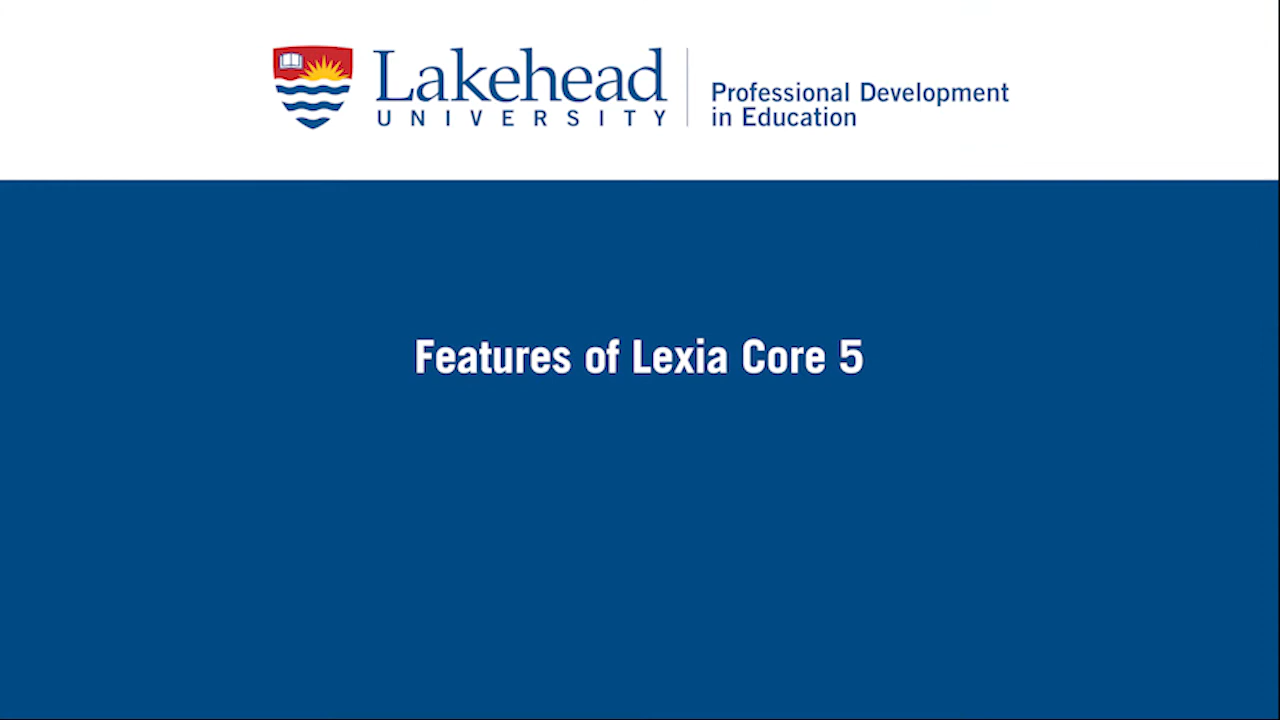 Lakehead
UNIVERSITY
Professional Development
in Education
Features of Lexia Core 5